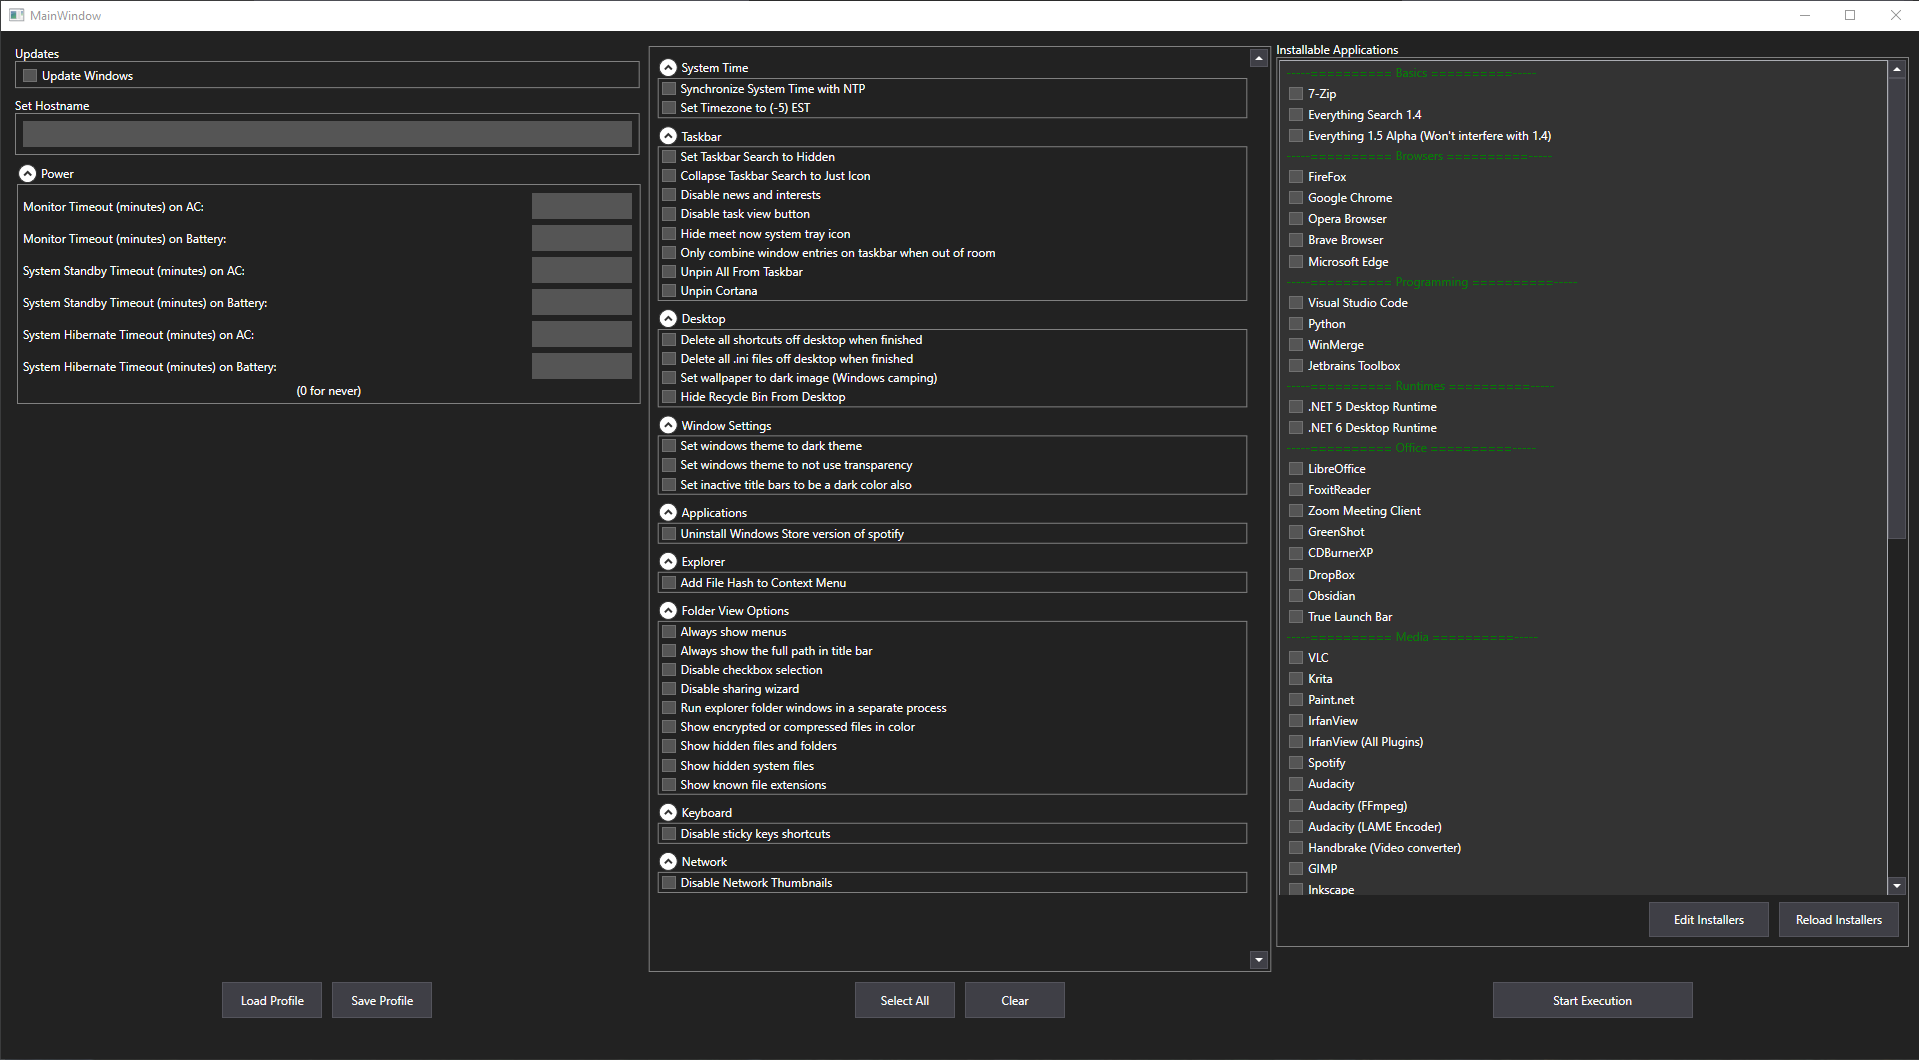 MainWindow
Updates
Update Windows
Set Hostname
Power
Monitor Timeout (minutes) on AC:
Monitor Timeout (minutes) on Battery:
System Standby Timeout (minutes) on AC:
System Standby Timeout (minutes) on Battery:
System Hibernate Timeout (minutes) on AC:
System Hibernate Timeout (minutes) on Battery:
(0 for never)
Load Profile
Save Profile
System Time
Synchronize System Time with NTP
Set Timezone to (-5) EST
Taskbar
Set Taskbar Search to Hidden
Collapse Taskbar Search to Just Icon
Disable news and interests
Disable task view button
Hide meet now system tray icon
Only combine window entries on taskbar when out of room
Unpin All From Taskbar
Unpin Cortana
Desktop
Delete all shortcuts off desktop when finished
Delete all .ini files off desktop when finished
Set wallpaper to dark image (Windows camping)
Hide Recycle Bin From Desktop
Window Settings
Set windows theme to dark theme
Set windows theme to not use transparency
Set inactive title bars to be a dark color also
Applications
Uninstall Windows Store version of spotify
Explorer
Add File Hash to Context Menu
Folder View Options
Always show menus
Always show the full path in title bar
Disable checkbox selection
Disable sharing wizard
Run explorer folder windows in a separate process
Show encrypted or compressed files in color
Show hidden files and folders
Show hidden system files
Show known file extensions
Keyboard
Disable sticky keys shortcuts
Network
Disable Network Thumbnails
Select All
Clear
Installable Applications
-----========== Basics ==========-----
7-Zip
Everything Search 1.4
Everything 1.5 Alpha (Won't interfere with 1.4)
-----========== Browsers ==========-----
FireFox
Google Chrome
Opera Browser
Brave Browser
Microsoft Edge
-----========== Programming ==========-----
Visual Studio Code
Python
WinMerge
Jetbrains Toolbox
-----========== Runtimes ==========-----
.NET 5 Desktop Runtime
.NET 6 Desktop Runtime
-----========== Office ==========-----
LibreOffice
FoxitReader
Zoom Meeting Client
GreenShot
CDBurnerXP
DropBox
Obsidian
True Launch Bar
-----========== Media ==========-----
VLC
Krita
Paint.net
IrfanView
IrfanView (All Plugins)
Spotify
Audacity
Audacity (FFmpeg)
Audacity (LAME Encoder)
Handbrake (Video converter)
GIMP
Inkscape
Edit Installers
Reload Installers
Start Execution